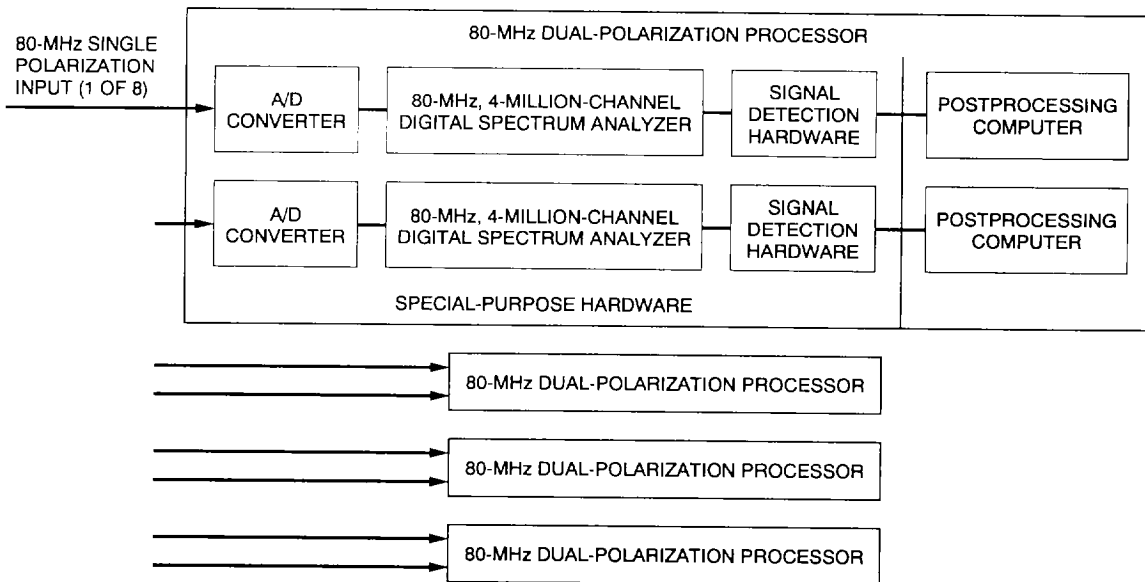 80-MHz DUAL-POLARIZATION PROCESSOR
80-MHz SINGLE
POLARIZATION
INPUT (1 OF 8)
A/D
CONVERTER
80-MHz, 4-MILLION-CHANNEL
DIGITAL SPECTRUM ANALYZER
SIGNAL
DETECTION
HARDWARE
POSTPROCESSING
COMPUTER
A/D
CONVERTER
80-MHz, 4-MILLION-CHANNEL
DIGITAL SPECTRUM ANALYZER
SIGNAL
DETECTION
HARDWARE
POSTPROCESSING
COMPUTER
SPECIAL-PURPOSE HARDWARE
80-MHz DUAL-POLARIZATION PROCESSOR
80-MHz DUAL-POLARIZATION PROCESSOR
80-MHz DUAL-POLARIZATION PROCESSOR